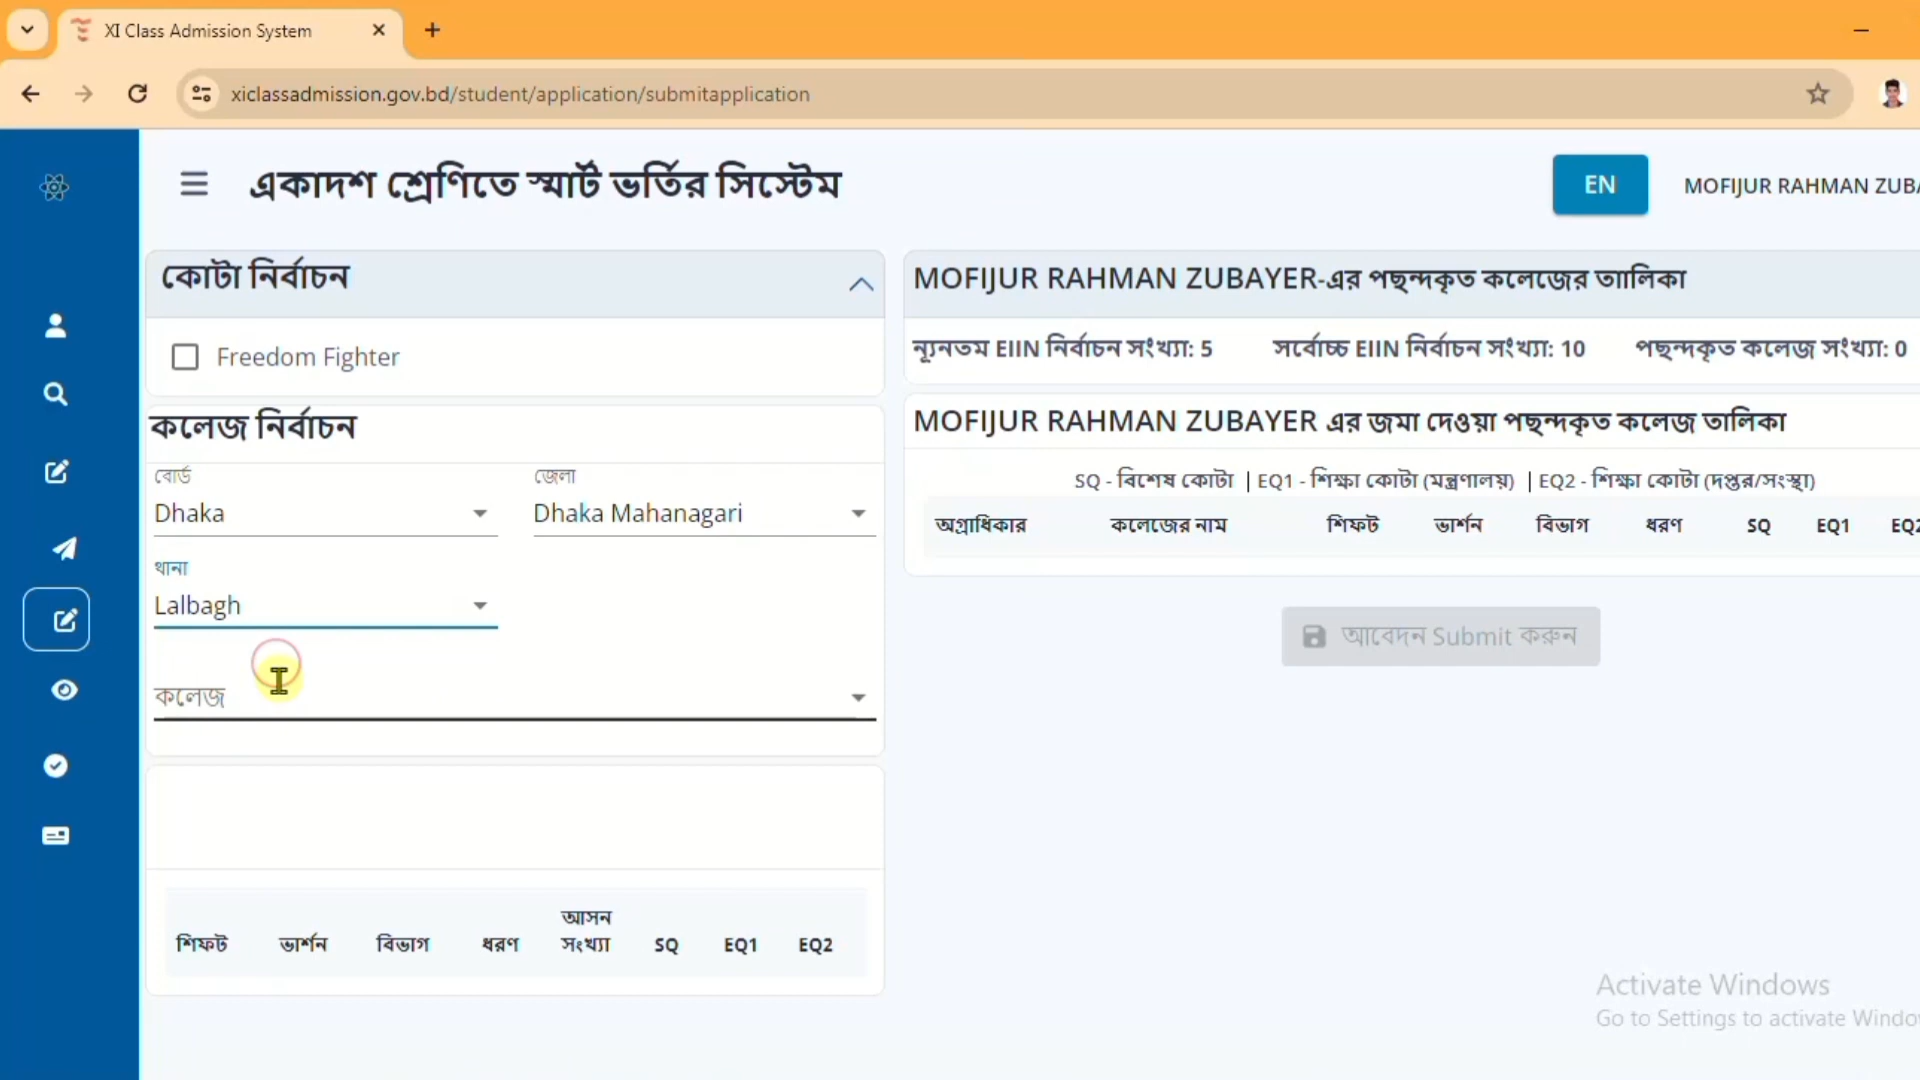 XI Class Admission System
xiclassadmission.gov.bd/student/application/submitapplication
একাদশ শ্রেণিতে স্মার্ট ভর্তির সিস্টেম
EN
MOFIJUR RAHMAN ZUBA
কোটা নির্বাচন
Freedom Fighter
কলেজ নির্বাচন
বোর্ড
জেলা
Dhaka
Dhaka Mahanagari
থানা
Lalbagh
কলেজ
শিফট ভার্শন বিভাগ ধরণ আসন সংখ্যা SQ EQ1 EQ2
MOFIJUR RAHMAN ZUBAYER-এর পছন্দকৃত কলেজের তাালিকা
ন্যূনতম EIIN নির্বাচন সংখ্যা: 5 সর্বোচ্চ EIIN নির্বাচন সংখ্যা: 10 পছন্দকৃত কলেজ সংখ্যা: 0
MOFIJUR RAHMAN ZUBAYER এর জমা দেওয়া পছন্দকৃত কলেজ তালিকা
SQ - বিশেষ কোটা | EQ1 - শিক্ষা কোটা (মন্ত্রণালয়) | EQ2 - শিক্ষা কোটা (দপ্তর/সংস্থা)
অগ্রাধিকার কলেজের নাম শিফট ভার্শন বিভাগ ধরণ SQ EQ1 EQ2
আবেদন Submit করুন
Activate Windows
Go to Settings to activate Windo